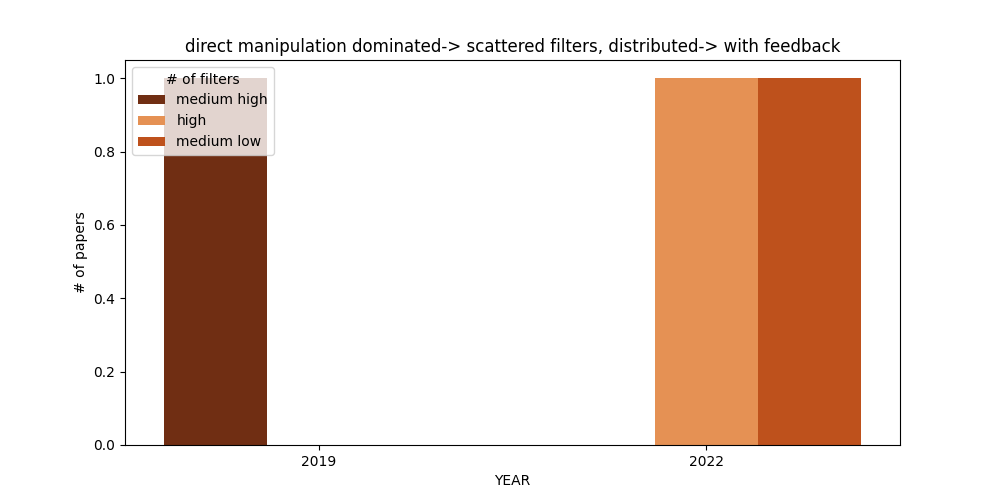 direct manipulation dominated-> scattered filters, distributed-> with feedback
# of filters
medium high
high
medium low
1.0
0.8
0.6
0.4
0.2
0.0
# of papers
2019
2022
YEAR